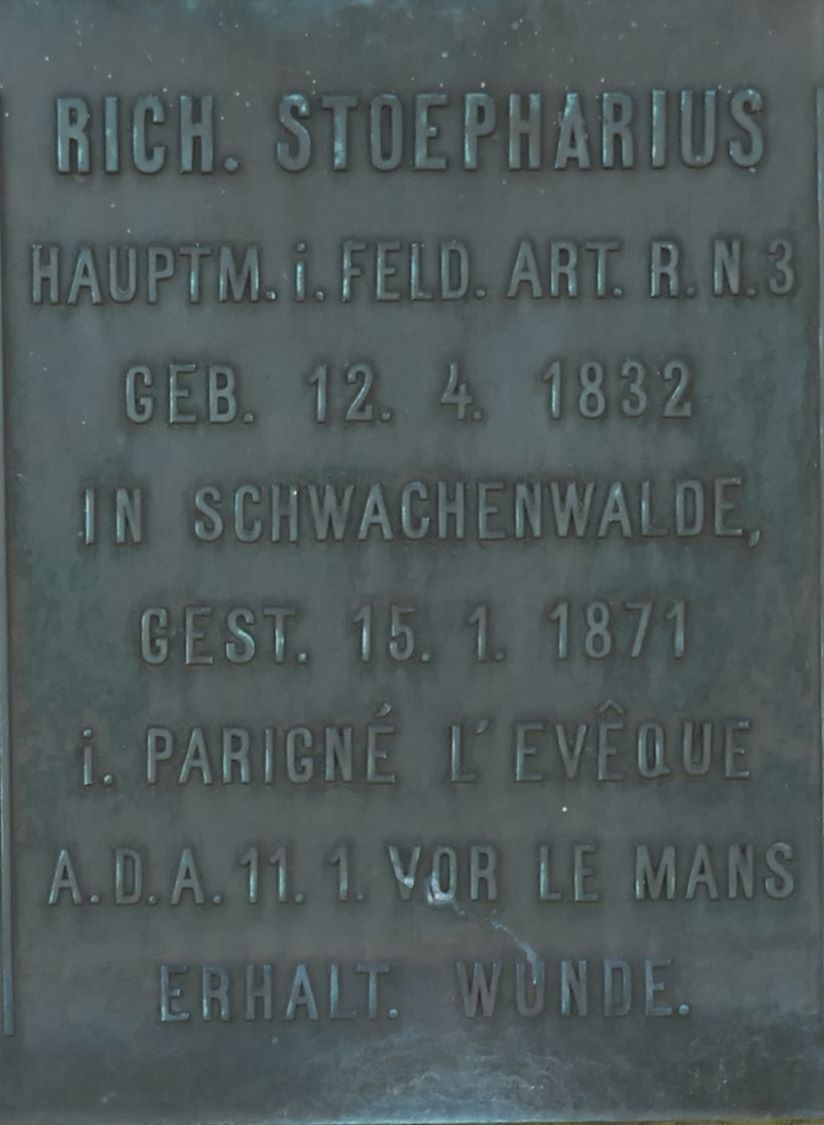 RICH. STOEPHARIUS
HAUPTM. i. FELD. ART. R. N. 3
GEB. 12. 4. 1832
IN SCHWACHENWALDE,
GEST. 15. 1. 1871
i. PARIGNÉ L'EVÊQUE
A.D.A. 11. 1. VOR LE MANS
ERHALT. WUNDE.